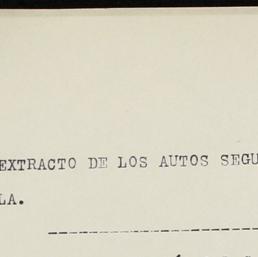 EXTRACTO DE LOS AUTOS SEGU
LA.